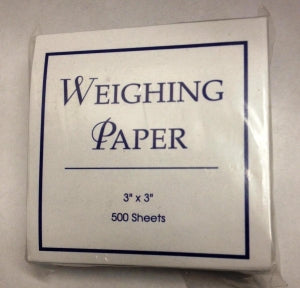 WEIGHING
PAPER
3" x 3"
500 Sheets